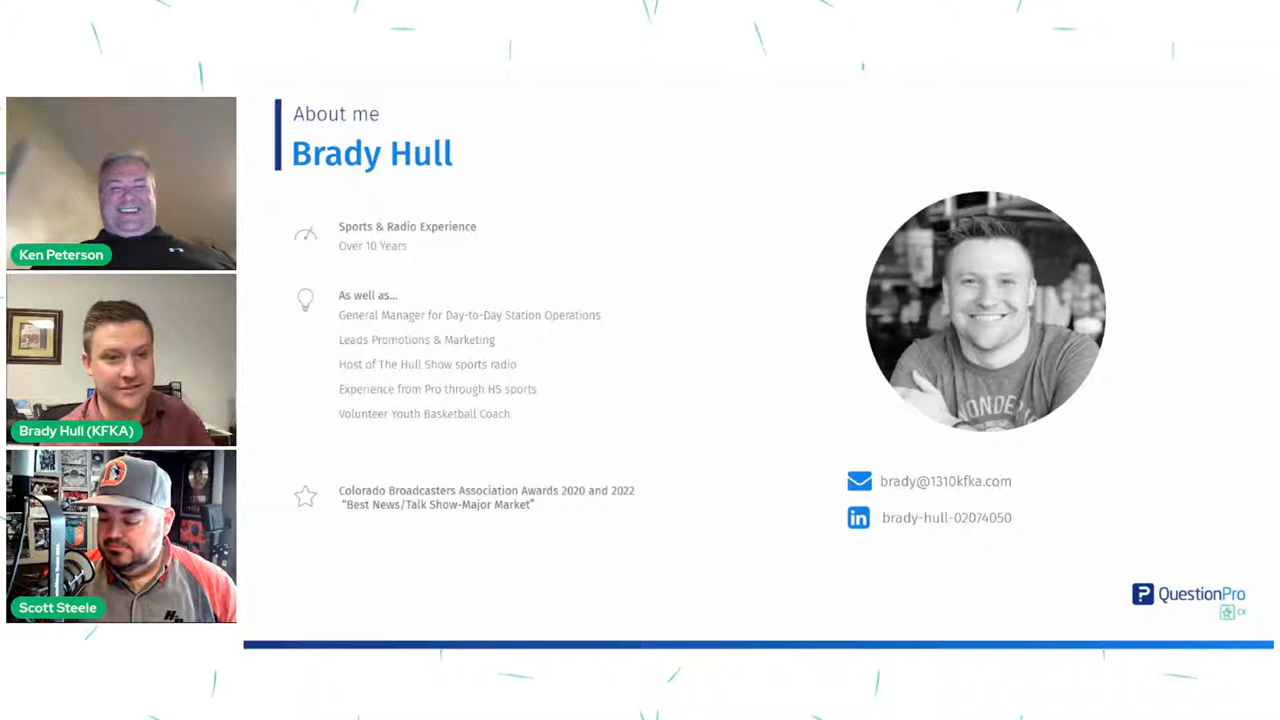 About me
Brady Hull
Sports & Radio Experience
Over 10 Years
As well as...
General Manager for Day-to-Day Station Operations
Leads Promotions & Marketing
Host of The Hull Show sports radio
Experience from Pro through HS sports
Volunteer Youth Basketball Coach
Colorado Broadcasters Association Awards 2020 and 2022
“Best News/Talk Show-Major Market”
brady@1310kfka.com
in
brady-hull-02074050
QuestionPro
CX
Ken Peterson
Brady Hull (KFKA)
Scott Steele